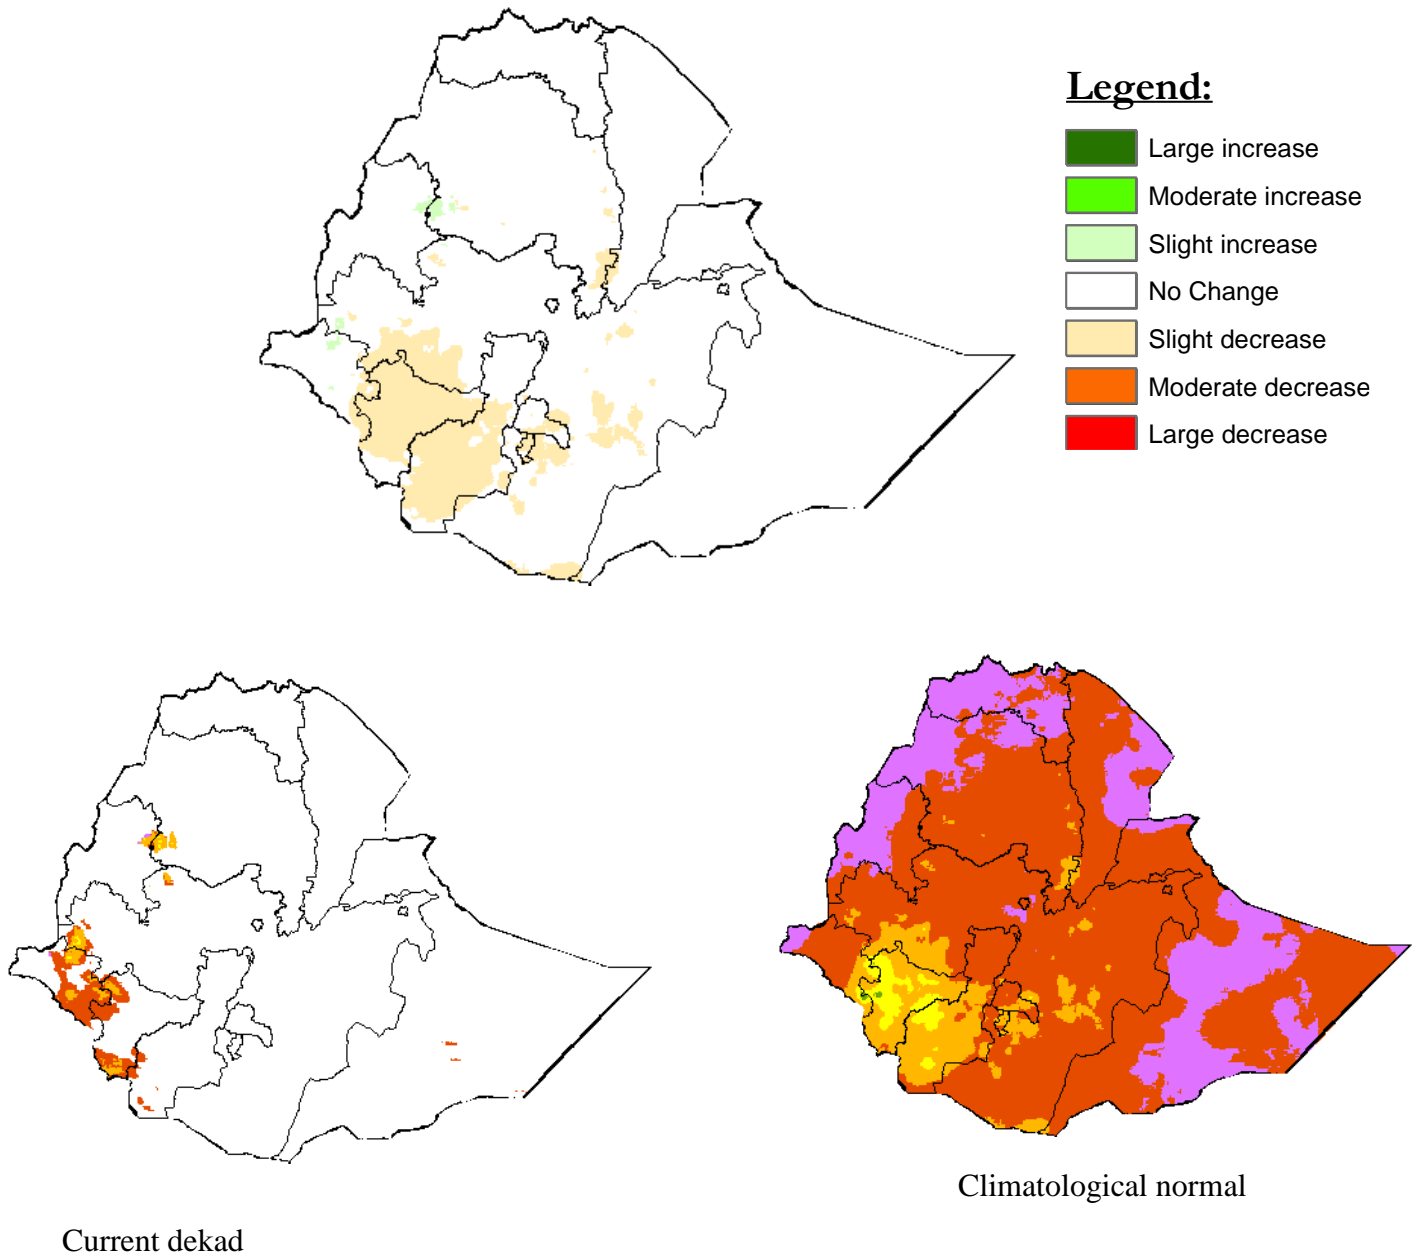 Legend:
Large increase
Moderate increase
Slight increase
No Change
Slight decrease
Moderate decrease
Large decrease
Climatological normal
Current dekad